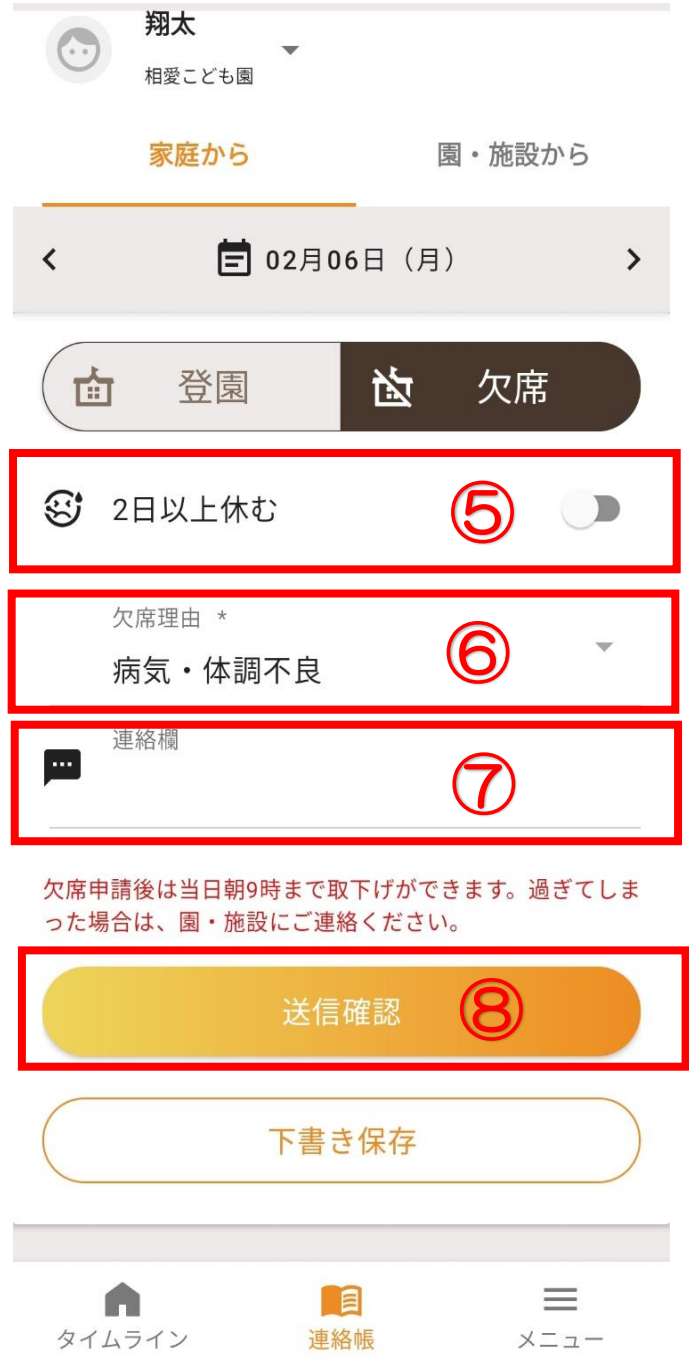 翔太
相愛こども園
家庭から 園・施設から
02月06日（月）
登園 欠席
2日以上休む ⑤
欠席理由 *
病気・体調不良 ⑥
連絡欄
⑦
欠席申請後は当日朝9時まで取下げができます。過ぎてしま
った場合は、園・施設にご連絡ください。
送信確認 ⑧
下書き保存
タイムライン 連絡帳 メニュー